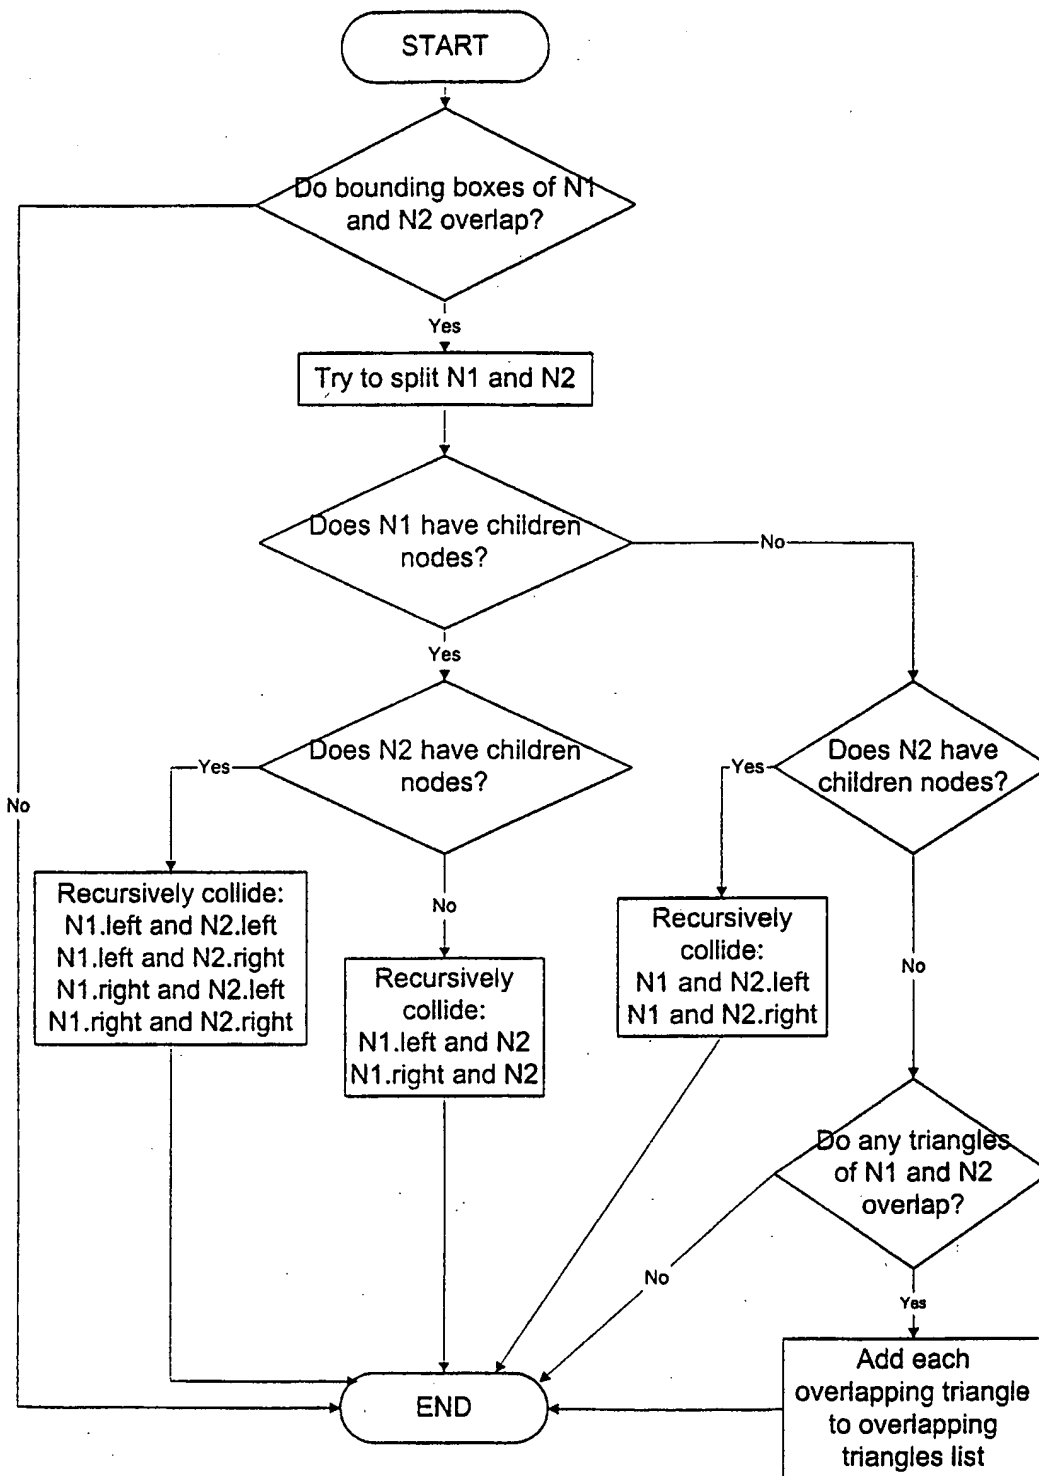 START
Do bounding boxes of N1
and N2 overlap?
Yes
Try to split N1 and N2
Does N1 have children
nodes?
No
Yes
Does N2 have children
nodes?
Yes
Does N2 have
children nodes?
Yes
No
Recursively collide:
N1.left and N2.left
N1.left and N2.right
N1.right and N2.left
N1.right and N2.right
No
Recursively
collide:
N1.left and N2
N1.right and N2
Recursively
collide:
N1 and N2.left
N1 and N2.right
No
Do any triangles
of N1 and N2
overlap?
No
Yes
Add each
overlapping triangle
to overlapping
triangles list
END